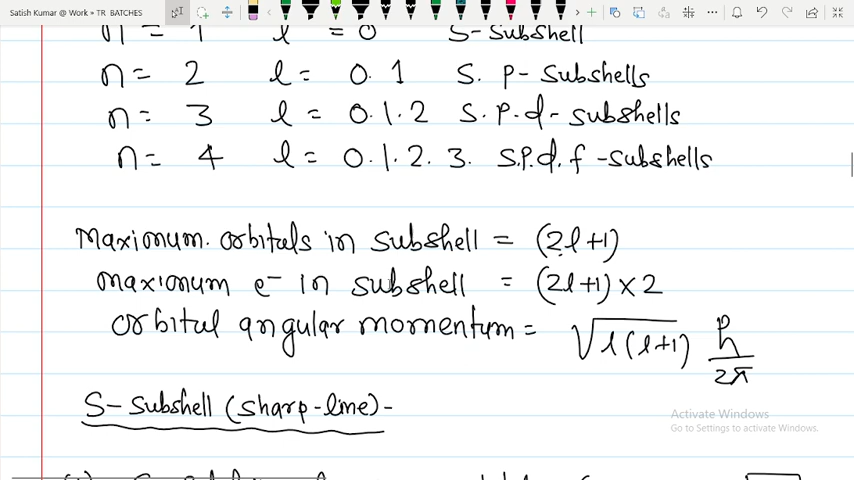 Satish Kumar @ Work » TR BATCHES
n = 1 l = 0 S-Subshell
n = 2 l = 0.1 S. p-Subshells
n = 3 l = 0.1.2 S.p.d-subshells
n = 4 l = 0.1.2.3. S.p.d.f-subshells
Maximum. orbitals in subshell = (2l+1)
maximum e⁻ in subshell = (2l+1)×2
orbital angular momentum = √l(l+1) h/2π
S-Subshell (sharp-line)-
Activate Windows
Go to Settings to activate Windows.